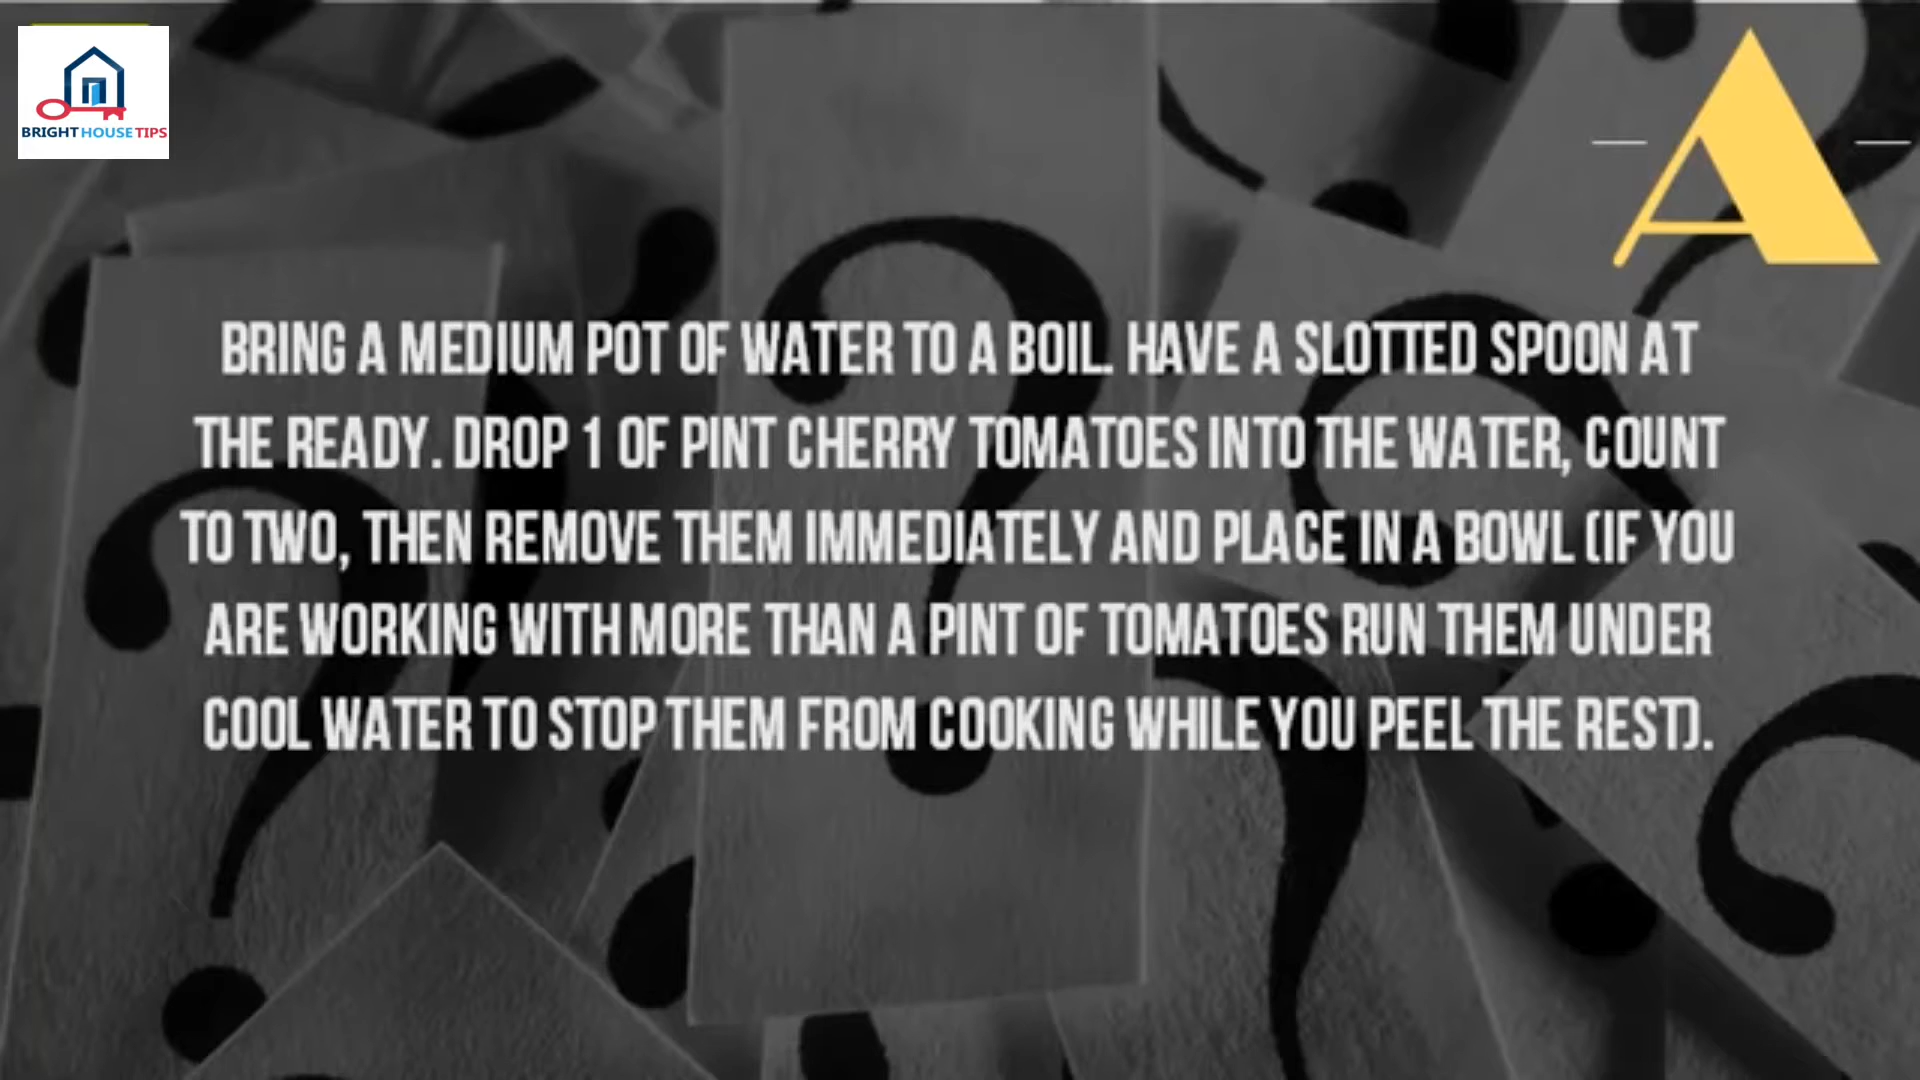 BRIGHT HOUSE TIPS
A
BRING A MEDIUM POT OF WATER TO A BOIL. HAVE A SLOTTED SPOON AT
THE READY. DROP 1 OF PINT CHERRY TOMATOES INTO THE WATER, COUNT
TO TWO, THEN REMOVE THEM IMMEDIATELY AND PLACE IN A BOWL (IF YOU
ARE WORKING WITH MORE THAN A PINT OF TOMATOES RUN THEM UNDER
COOL WATER TO STOP THEM FROM COOKING WHILE YOU PEEL THE REST).